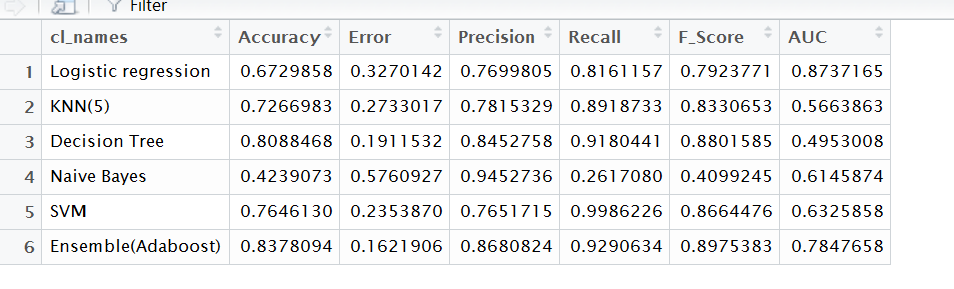 Filter
cl_names Accuracy Error Precision Recall F_Score AUC
1 Logistic regression 0.6729858 0.3270142 0.7699805 0.8161157 0.7923771 0.8737165
2 KNN(5) 0.7266983 0.2733017 0.7815329 0.8918733 0.8330653 0.5663863
3 Decision Tree 0.8088468 0.1911532 0.8452758 0.9180441 0.8801585 0.4953008
4 Naive Bayes 0.4239073 0.5760927 0.9452736 0.2617080 0.4099245 0.6145874
5 SVM 0.7646130 0.2353870 0.7651715 0.9986226 0.8664476 0.6325858
6 Ensemble(Adaboost) 0.8378094 0.1621906 0.8680824 0.9290634 0.8975383 0.7847658